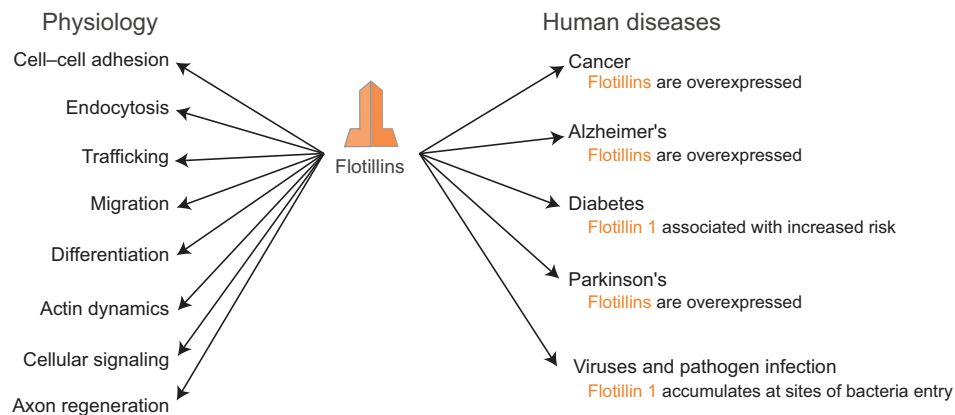 Physiology
Cell–cell adhesion
Endocytosis
Trafficking
Migration
Differentiation
Actin dynamics
Cellular signaling
Axon regeneration
Flotillins
Human diseases
Cancer
Flotillins are overexpressed
Alzheimer's
Flotillins are overexpressed
Diabetes
Flotillin 1 associated with increased risk
Parkinson's
Flotillins are overexpressed
Viruses and pathogen infection
Flotillin 1 accumulates at sites of bacteria entry